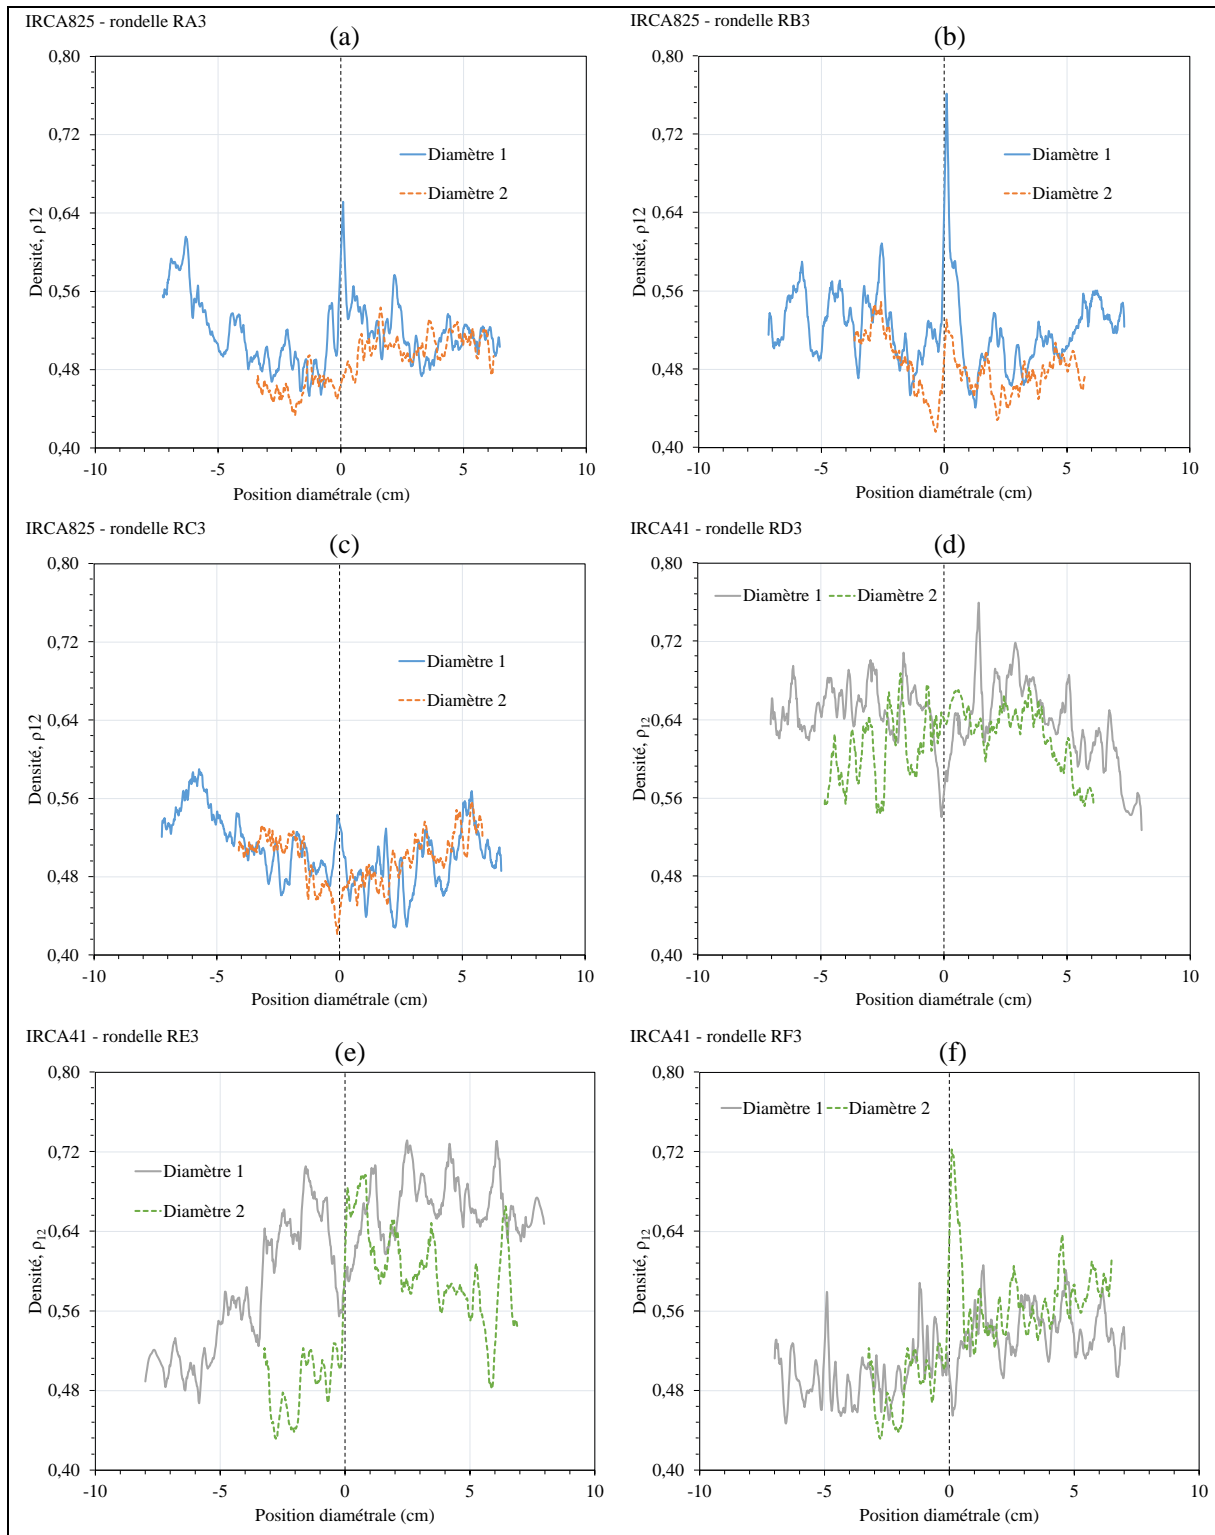 IRCA825 - rondelle RA3
(a)
Densité, ρ12
0,80
0,72
0,64
0,56
0,48
0,40
Diamètre 1
Diamètre 2
-10
-5
0
5
10
Position diamétrale (cm)
IRCA825 - rondelle RB3
(b)
Densité, ρ12
0,80
0,72
0,64
0,56
0,48
0,40
Diamètre 1
Diamètre 2
-10
-5
0
5
10
Position diamétrale (cm)
IRCA825 - rondelle RC3
(c)
Densité, ρ12
0,80
0,72
0,64
0,56
0,48
0,40
Diamètre 1
Diamètre 2
-10
-5
0
5
10
Position diamétrale (cm)
IRCA41 - rondelle RD3
(d)
Densité, ρ12
0,80
0,72
0,64
0,56
0,48
0,40
Diamètre 1 Diamètre 2
-10
-5
0
5
10
Position diamétrale (cm)
IRCA41 - rondelle RE3
(e)
Densité, ρ12
0,80
0,72
0,64
0,56
0,48
0,40
Diamètre 1
Diamètre 2
-10
-5
0
5
10
Position diamétrale (cm)
IRCA41 - rondelle RF3
(f)
Densité, ρ12
0,80
0,72
0,64
0,56
0,48
0,40
Diamètre 1 Diamètre 2
-10
-5
0
5
10
Position diamétrale (cm)